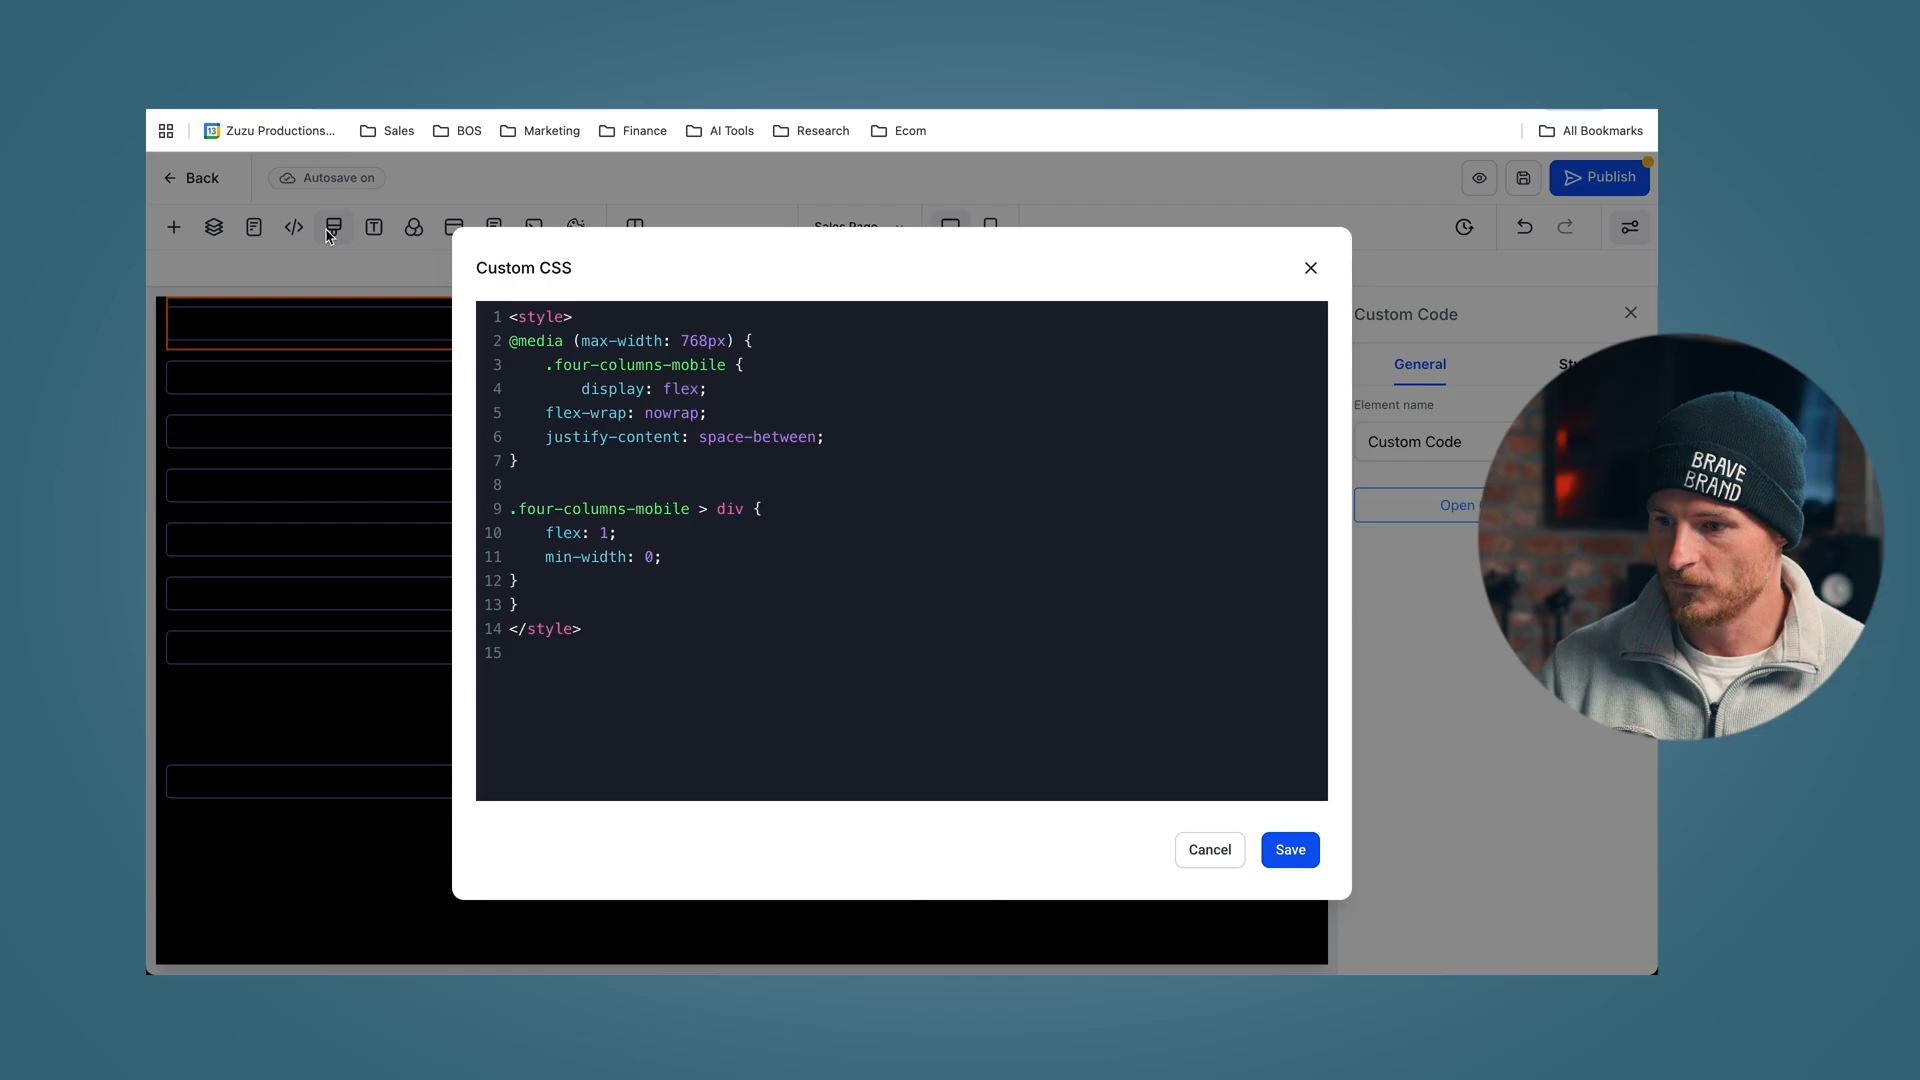 Zuzu Productions...
Sales
BOS
Marketing
Finance
AI Tools
Research
Ecom
All Bookmarks
Back
Autosave on
Publish
Sales Page
Custom CSS
1 <style>
2 @media (max-width: 768px) {
3 .four-columns-mobile {
4 display: flex;
5 flex-wrap: nowrap;
6 justify-content: space-between;
7 }
8
9 .four-columns-mobile > div {
10 flex: 1;
11 min-width: 0;
12 }
13 }
14 </style>
15
Cancel
Save
Custom Code
General
Element name
Custom Code
Open
BRAVE
BRAND